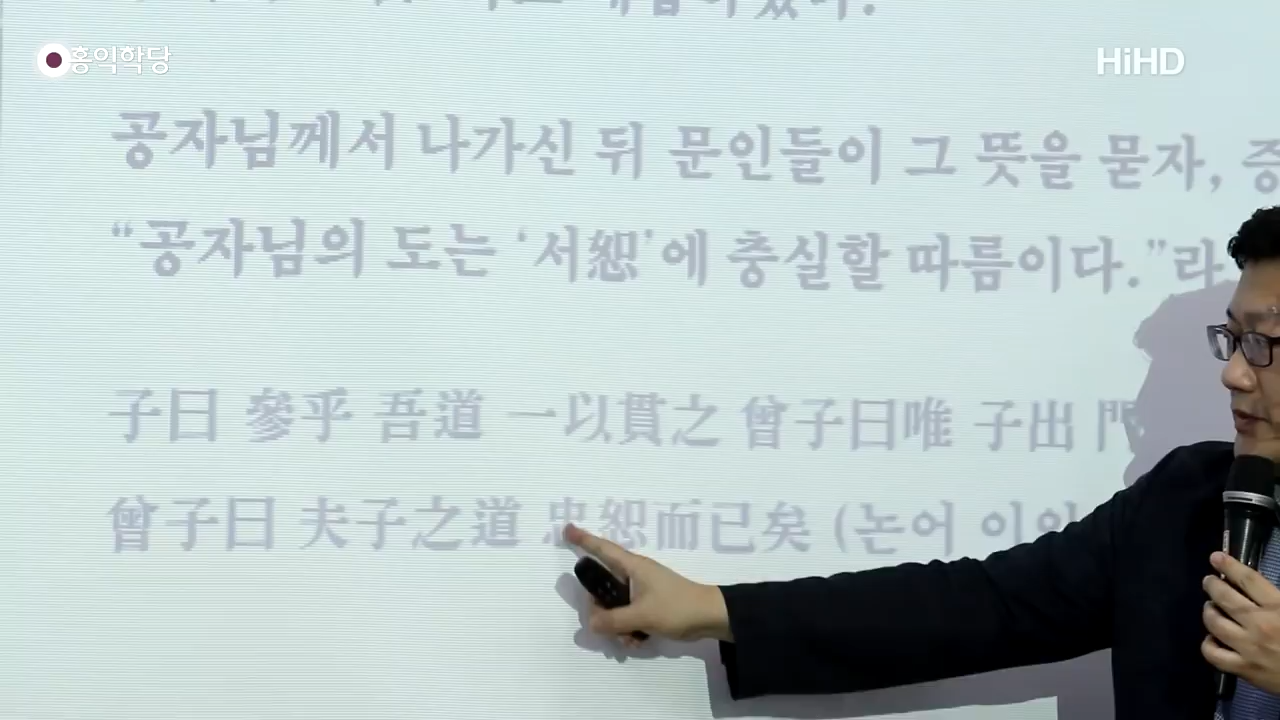 홍익학당
HiHD
공자님께서 나가신 뒤 문인들이 그 뜻을 묻자,
“공자님의 도는 ‘서恕’에 충실할 따름이다.”라
子曰 參乎 吾道 一以貫之 曾子曰唯 子出 門
曾子曰 夫子之道 忠恕而已矣 (논어 이인